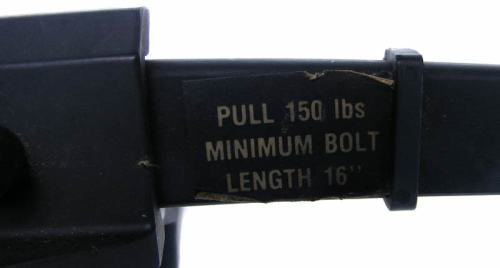 PULL 150 lbs
MINIMUM BOLT
LENGTH 16''